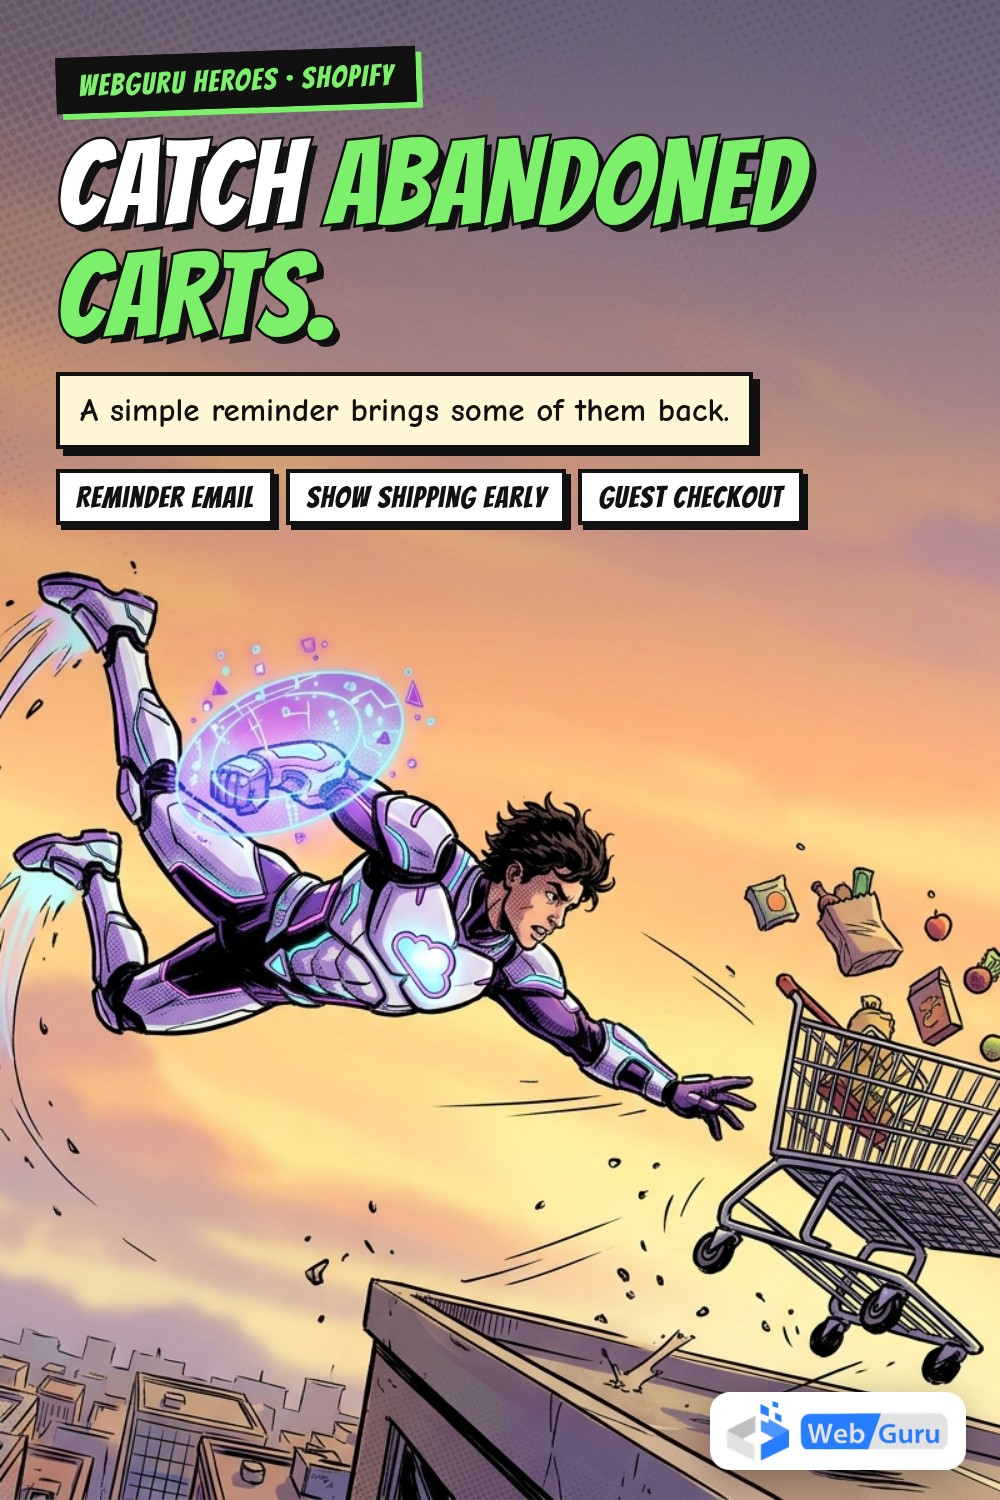 WEBGURU HEROES · SHOPIFY
CATCH ABANDONED
CARTS.
A simple reminder brings some of them back.
REMINDER EMAIL
SHOW SHIPPING EARLY
GUEST CHECKOUT
Web Guru